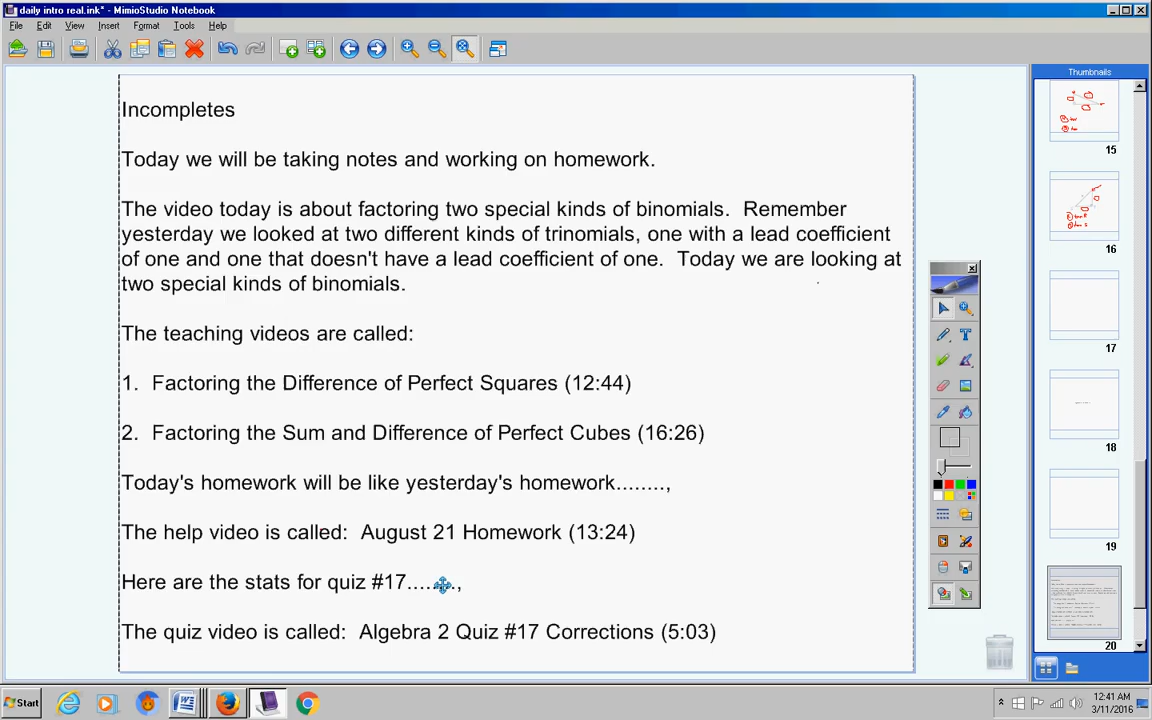 daily intro real.ink* - MimioStudio Notebook
File Edit View Insert Format Tools Help
Thumbnails
Incompletes
Today we will be taking notes and working on homework.
The video today is about factoring two special kinds of binomials.  Remember
yesterday we looked at two different kinds of trinomials, one with a lead coefficient
of one and one that doesn't have a lead coefficient of one.  Today we are looking at
two special kinds of binomials.
The teaching videos are called:
1.  Factoring the Difference of Perfect Squares (12:44)
2.  Factoring the Sum and Difference of Perfect Cubes (16:26)
Today's homework will be like yesterday's homework........,
The help video is called:  August 21 Homework (13:24)
Here are the stats for quiz #17........,
The quiz video is called:  Algebra 2 Quiz #17 Corrections (5:03)
15
16
17
18
19
20
Start
12:41 AM
3/11/2016